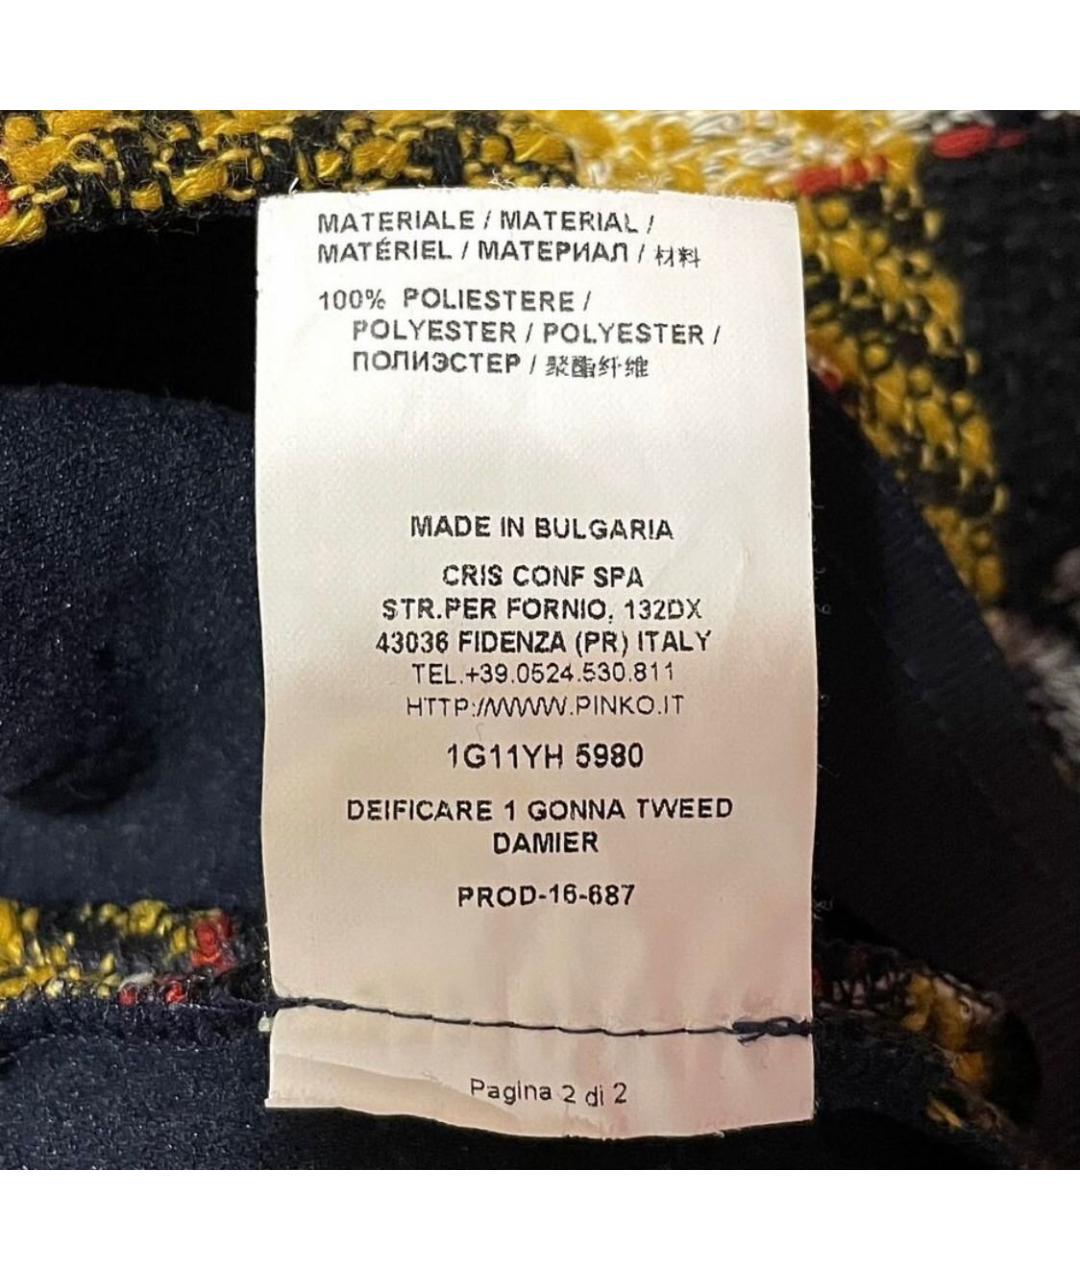 MATERIALE / MATERIAL /
MATÉRIEL / МАТЕРИАЛ / 材料
100% POLIESTERE /
POLYESTER / POLYESTER /
ПОЛИЭСТЕР / 聚酯纤维
MADE IN BULGARIA
CRIS CONF SPA
STR.PER FORNIO, 132DX
43036 FIDENZA (PR) ITALY
TEL.+39.0524.530.811
HTTP://WWW.PINKO.IT
1G11YH 5980
DEIFICARE 1 GONNA TWEED
DAMIER
PROD-16-687
Pagina 2 di 2